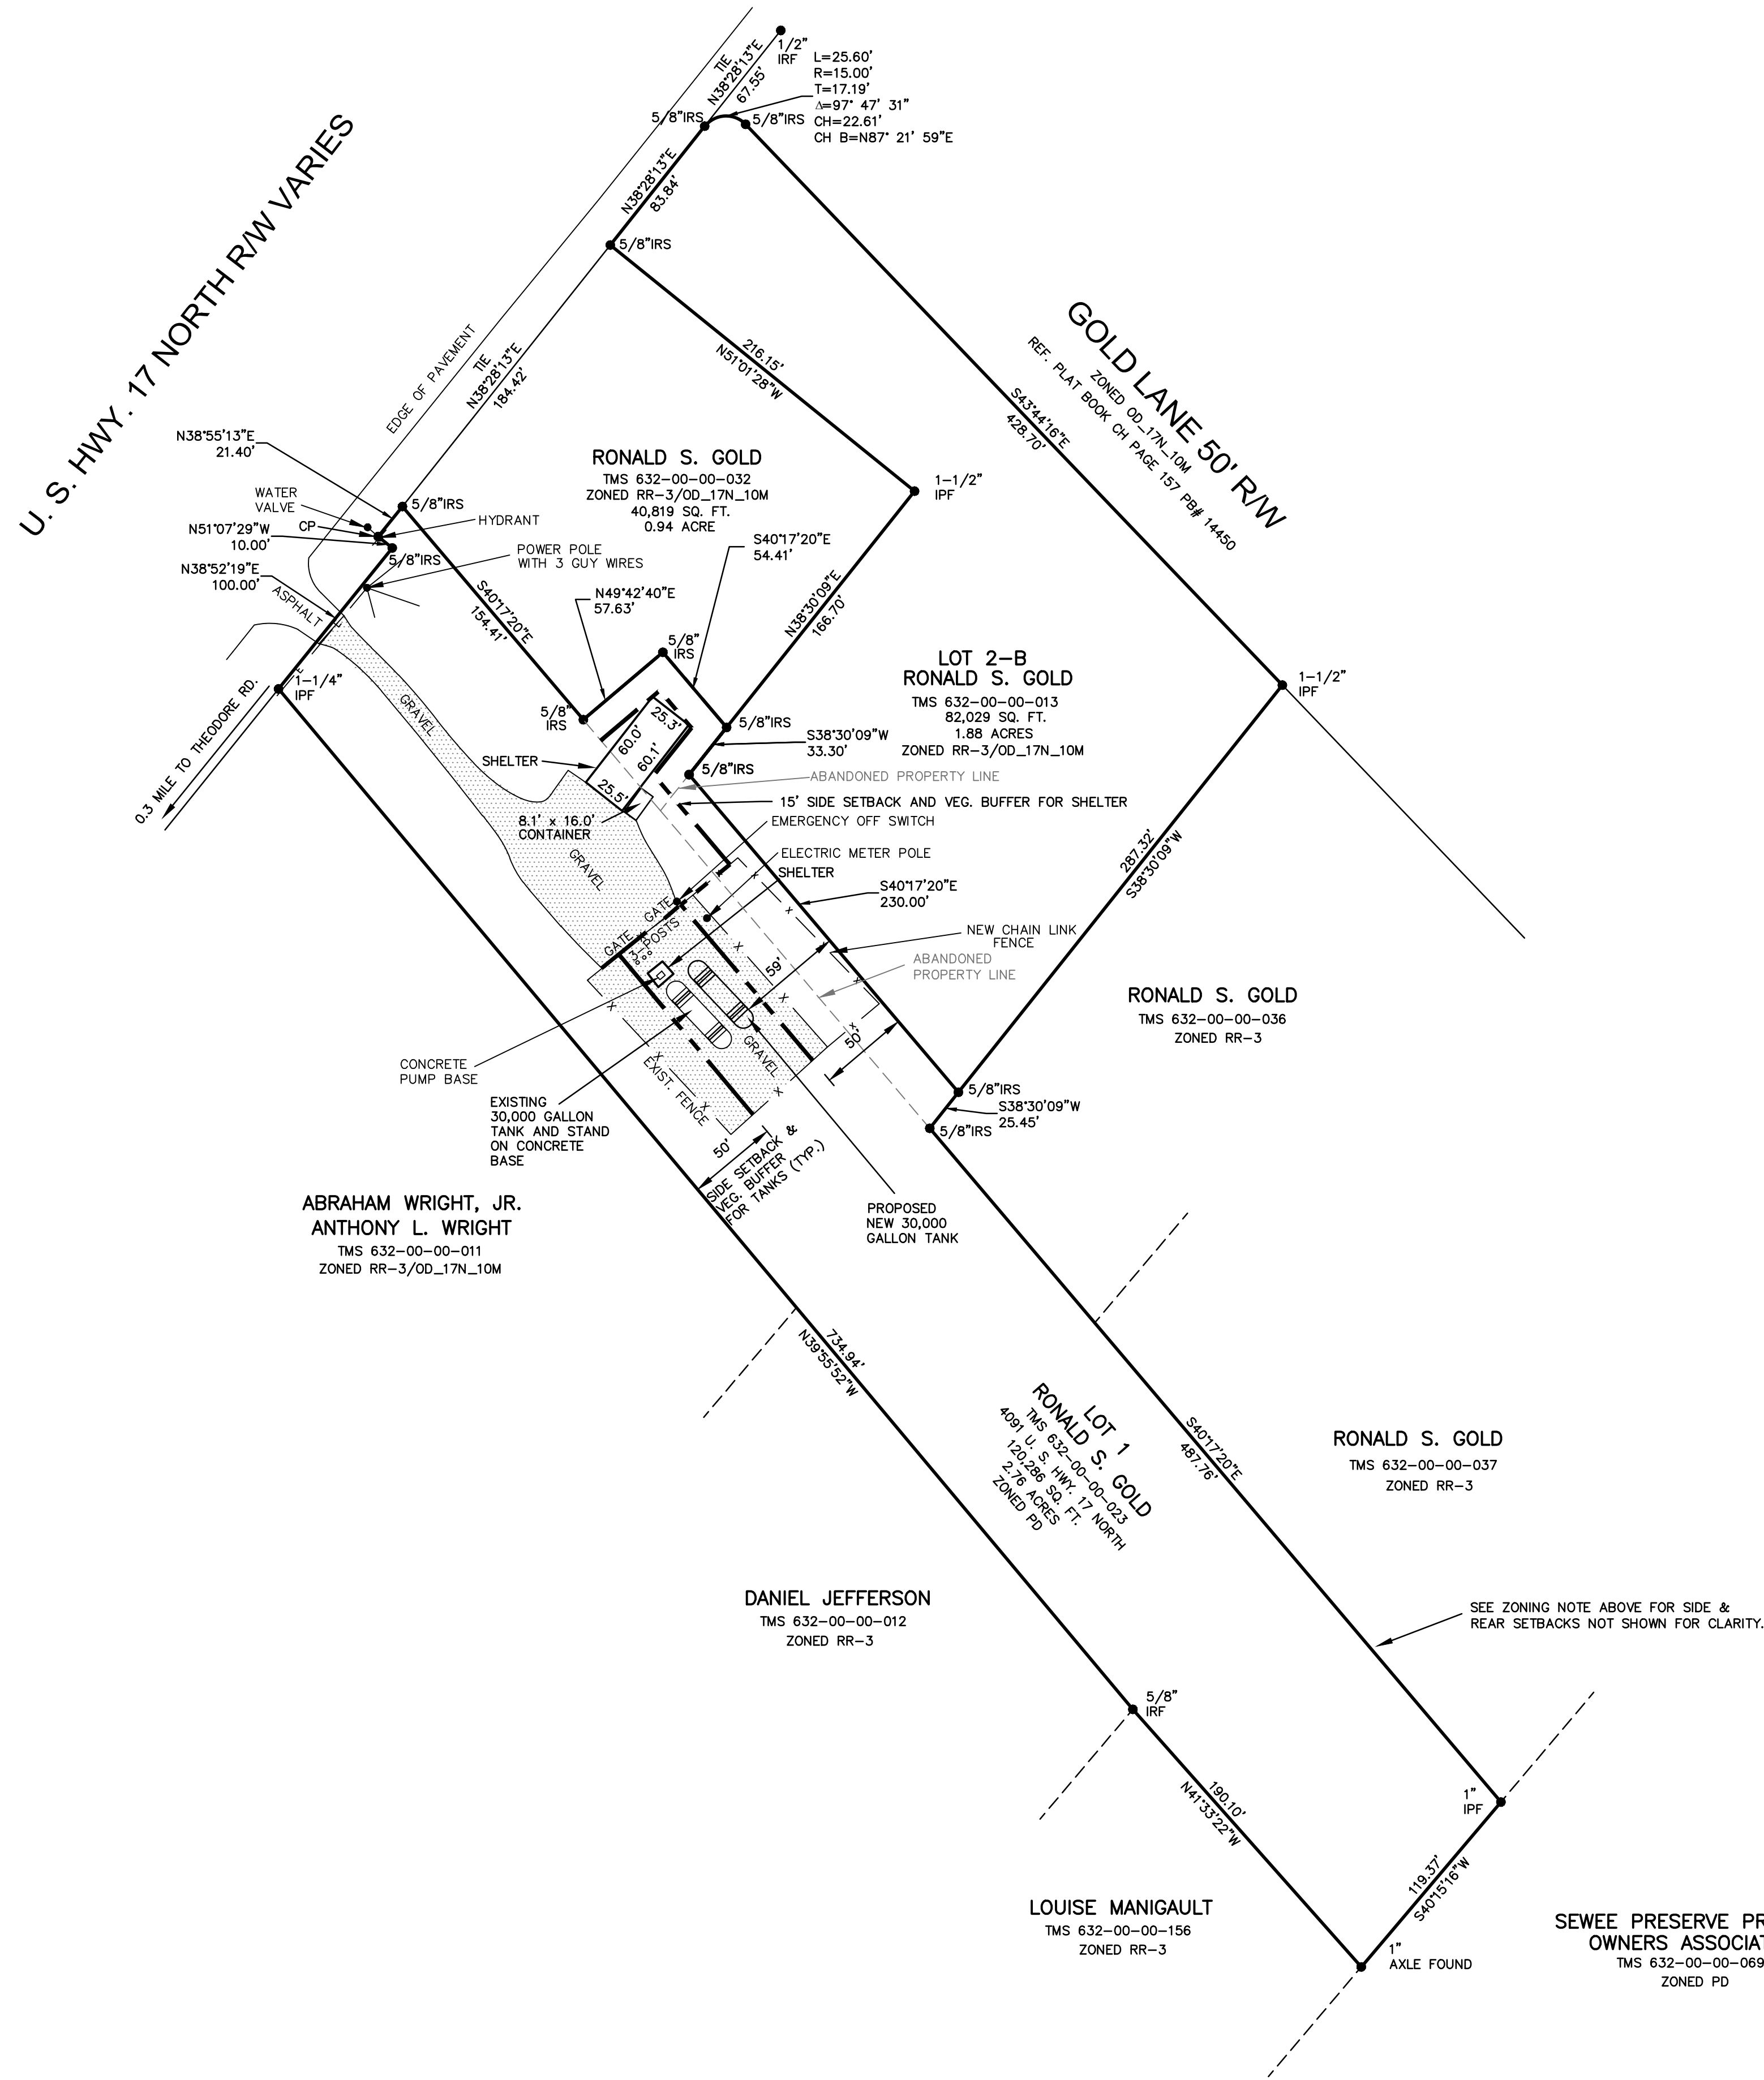 TIE
N38°28'13"E
67.55'
1/2"
IRF
L=25.60'
R=15.00'
T=17.19'
Δ=97° 47' 31"
CH=22.61'
CH B=N87° 21' 59"E
5/8"IRS
5/8"IRS
U. S. HWY. 17 NORTH R/W VARIES
N38°28'13"E
83.84'
5/8"IRS
EDGE OF PAVEMENT
TIE
N38°28'13"E
184.42'
216.15'
N51°01'28"W
GOLD LANE 50' R/W
ZONED OD_17N_10M
REF. PLAT BOOK CH PAGE 157 PB# 14450
S43°44'16"E
428.70'
N38°55'13"E
21.40'
WATER
VALVE
CP
N51°07'29"W
10.00'
N38°52'19"E
100.00'
5/8"IRS
HYDRANT
5/8"IRS
POWER POLE
WITH 3 GUY WIRES
RONALD S. GOLD
TMS 632-00-00-032
ZONED RR-3/OD_17N_10M
40,819 SQ. FT.
0.94 ACRE
1-1/2"
IPF
S40°17'20"E
54.41'
N49°42'40"E
57.63'
S40°17'20"E
154.41'
N38°30'09"E
166.70'
ASPHALT
E
E
1-1/4"
IPF
0.3 MILE TO THEODORE RD.
GRAVEL
5/8"
IRS
5/8"
IRS
LOT 2-B
RONALD S. GOLD
TMS 632-00-00-013
82,029 SQ. FT.
1.88 ACRES
ZONED RR-3/OD_17N_10M
1-1/2"
IPF
5/8"IRS
S38°30'09"W
33.30'
5/8"IRS
25.3'
60.0'
60.1'
25.5'
SHELTER
8.1' x 16.0'
CONTAINER
ABANDONED PROPERTY LINE
15' SIDE SETBACK AND VEG. BUFFER FOR SHELTER
EMERGENCY OFF SWITCH
ELECTRIC METER POLE
SHELTER
S40°17'20"E
230.00'
287.32'
S38°30'09"W
GRAVEL
GATE
GATE
3-POSTS
NEW CHAIN LINK
FENCE
ABANDONED
PROPERTY LINE
59'
50'
GRAVEL
EXIST. FENCE
x
x
x
x
x
x
x
x
x
x
x
CONCRETE
PUMP BASE
EXISTING
30,000 GALLON
TANK AND STAND
ON CONCRETE
BASE
50'
SIDE SETBACK &
VEG. BUFFER
FOR TANKS (TYP.)
PROPOSED
NEW 30,000
GALLON TANK
RONALD S. GOLD
TMS 632-00-00-036
ZONED RR-3
5/8"IRS
S38°30'09"W
25.45'
5/8"IRS
ABRAHAM WRIGHT, JR.
ANTHONY L. WRIGHT
TMS 632-00-00-011
ZONED RR-3/OD_17N_10M
734.94'
N39°55'52"W
LOT 1
RONALD S. GOLD
TMS 632-00-00-023
4091 U. S. HWY. 17 NORTH
120,286 SQ. FT.
2.76 ACRES
ZONED PD
S40°17'20"E
487.76'
RONALD S. GOLD
TMS 632-00-00-037
ZONED RR-3
DANIEL JEFFERSON
TMS 632-00-00-012
ZONED RR-3
SEE ZONING NOTE ABOVE FOR SIDE &
REAR SETBACKS NOT SHOWN FOR CLARITY.
5/8"
IRF
190.10'
N41°33'22"W
1"
IPF
119.37'
S40°15'16"W
LOUISE MANIGAULT
TMS 632-00-00-156
ZONED RR-3
1"
AXLE FOUND
SEWEE PRESERVE PR
OWNERS ASSOCIAT
TMS 632-00-00-069
ZONED PD